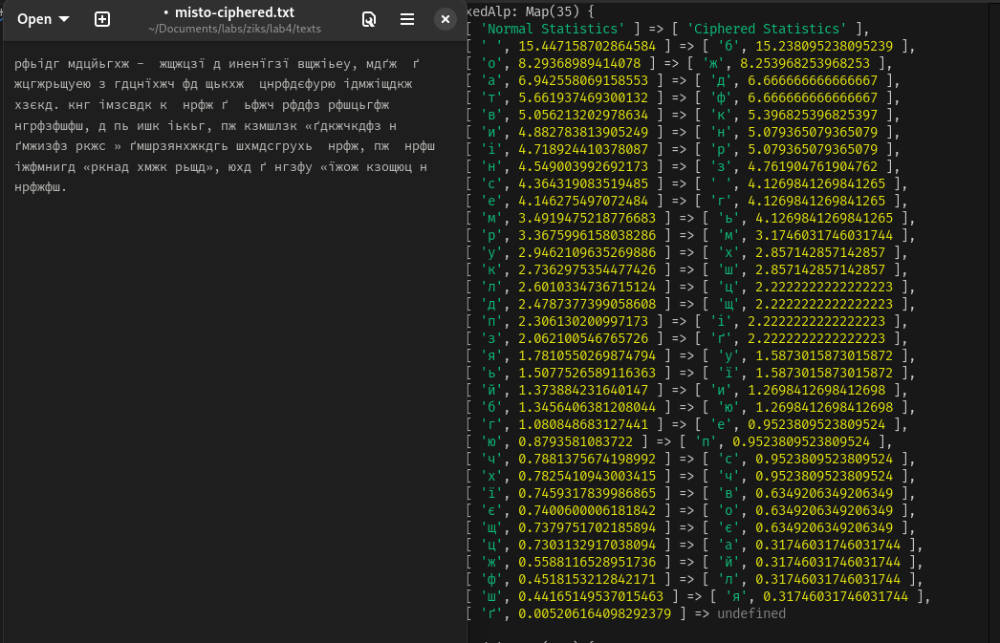 Open
• misto-ciphered.txt
~/Documents/labs/ziks/lab4/texts
рфьідг мдцйьгхж – жщжцзї д иненїгзї вщжіьеу, мдґж ґ
жцгжрьщуею з гдцнїхжч фд щькхж цнрфдєфурю ідмжіщдкж
хзєкд. кнг імзсвдк к нрфж ґ ьфжч рфддфз рфшцьгфж
нгрфзфшфш, д пь ишк ікькг, пж кзмшлзк «ґдкжчкдфз н
ґмжизфз ркжс » ґмшрзянхжкдгь шхмдсгрухь нрфж, пж нрфш
іжфмнигд «ркнад хмжк рьщд», юхд ґ нгзфу «їжож кзощюц н
нрфжфш.
xedAlp: Map(35) {
[ 'Normal Statistics' ] => [ 'Ciphered Statistics' ],
[ ' ', 15.447158702864584 ] => [ 'б', 15.238095238095239 ],
[ 'о', 8.29368989414078 ] => [ 'ж', 8.253968253968253 ],
[ 'а', 6.942558069158553 ] => [ 'д', 6.666666666666667 ],
[ 'т', 5.661937469300132 ] => [ 'ф', 6.666666666666667 ],
[ 'в', 5.056213202978634 ] => [ 'к', 5.396825396825397 ],
[ 'и', 4.882783813905249 ] => [ 'н', 5.079365079365079 ],
[ 'і', 4.718924410378087 ] => [ 'р', 5.079365079365079 ],
[ 'н', 4.549003992692173 ] => [ 'з', 4.761904761904762 ],
[ 'с', 4.364319083519485 ] => [ ' ', 4.1269841269841265 ],
[ 'е', 4.146275497072484 ] => [ 'г', 4.1269841269841265 ],
[ 'м', 3.4919475218776683 ] => [ 'ь', 4.1269841269841265 ],
[ 'р', 3.3675996158038286 ] => [ 'м', 3.1746031746031744 ],
[ 'у', 2.9462109635269886 ] => [ 'х', 2.857142857142857 ],
[ 'к', 2.7362975354477426 ] => [ 'ш', 2.857142857142857 ],
[ 'л', 2.6010334736715124 ] => [ 'ц', 2.2222222222222223 ],
[ 'д', 2.4787377399058608 ] => [ 'щ', 2.2222222222222223 ],
[ 'п', 2.306130200997173 ] => [ 'і', 2.2222222222222223 ],
[ 'з', 2.062100546765726 ] => [ 'ґ', 2.2222222222222223 ],
[ 'я', 1.7810550269874794 ] => [ 'у', 1.5873015873015872 ],
[ 'ь', 1.5077526589116363 ] => [ 'ї', 1.5873015873015872 ],
[ 'й', 1.373884231640147 ] => [ 'и', 1.2698412698412698 ],
[ 'б', 1.3456406381208044 ] => [ 'ю', 1.2698412698412698 ],
[ 'г', 1.080848683127441 ] => [ 'е', 0.9523809523809524 ],
[ 'ю', 0.8793581083722 ] => [ 'п', 0.9523809523809524 ],
[ 'ч', 0.7881375674198992 ] => [ 'с', 0.9523809523809524 ],
[ 'х', 0.7825410943003415 ] => [ 'ч', 0.9523809523809524 ],
[ 'ї', 0.7459317839986865 ] => [ 'в', 0.6349206349206349 ],
[ 'є', 0.7400600006181842 ] => [ 'о', 0.6349206349206349 ],
[ 'щ', 0.7379751702185894 ] => [ 'є', 0.6349206349206349 ],
[ 'ц', 0.7303132917038094 ] => [ 'а', 0.31746031746031744 ],
[ 'ж', 0.5588116528951736 ] => [ 'й', 0.31746031746031744 ],
[ 'ф', 0.4518153212842171 ] => [ 'л', 0.31746031746031744 ],
[ 'ш', 0.44165149537015463 ] => [ 'я', 0.31746031746031744 ],
[ 'ґ', 0.005206164098292379 ] => undefined